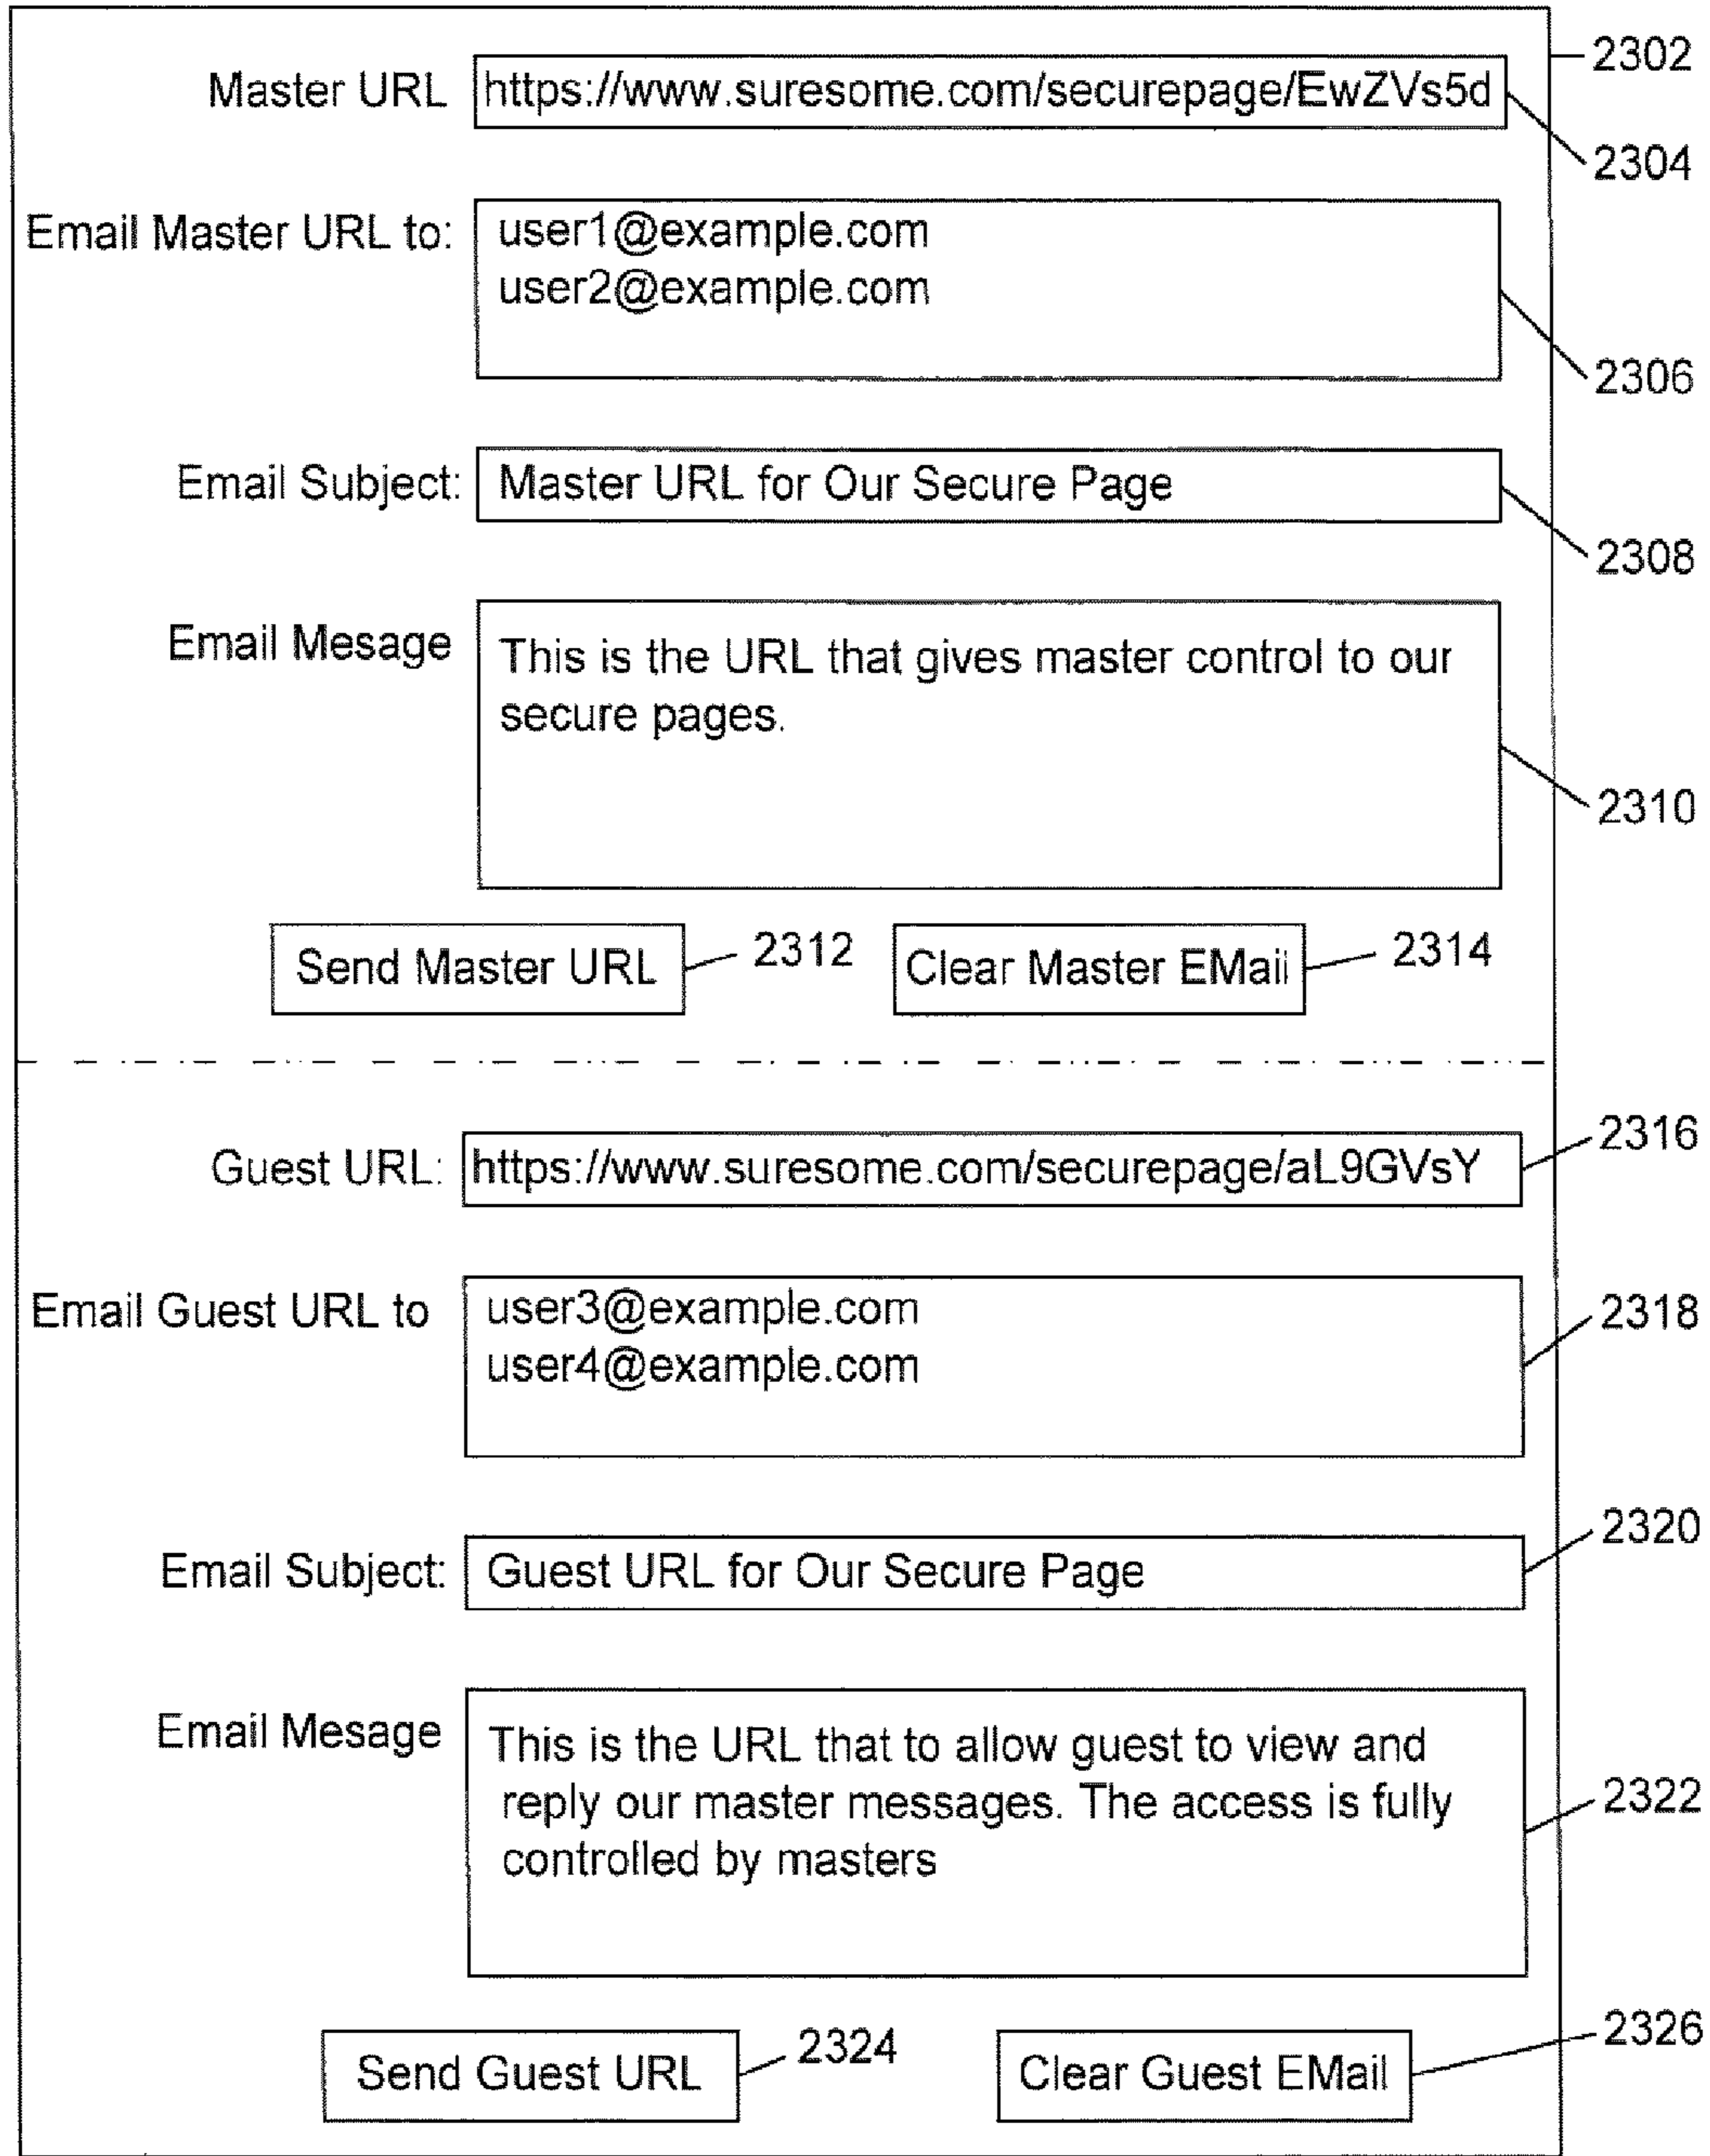 2302
Master URL https://www.suresome.com/securepage/EwZVs5d
2304
Email Master URL to: user1@example.com
user2@example.com
2306
Email Subject: Master URL for Our Secure Page
2308
Email Mesage This is the URL that gives master control to our
secure pages.
2310
Send Master URL 2312 Clear Master EMail 2314
2316
Guest URL: https://www.suresome.com/securepage/aL9GVsY
Email Guest URL to user3@example.com 2318
user4@example.com
2320
Email Subject: Guest URL for Our Secure Page
Email Mesage This is the URL that to allow guest to view and
reply our master messages. The access is fully 2322
controlled by masters
2326
Send Guest URL 2324 Clear Guest EMail